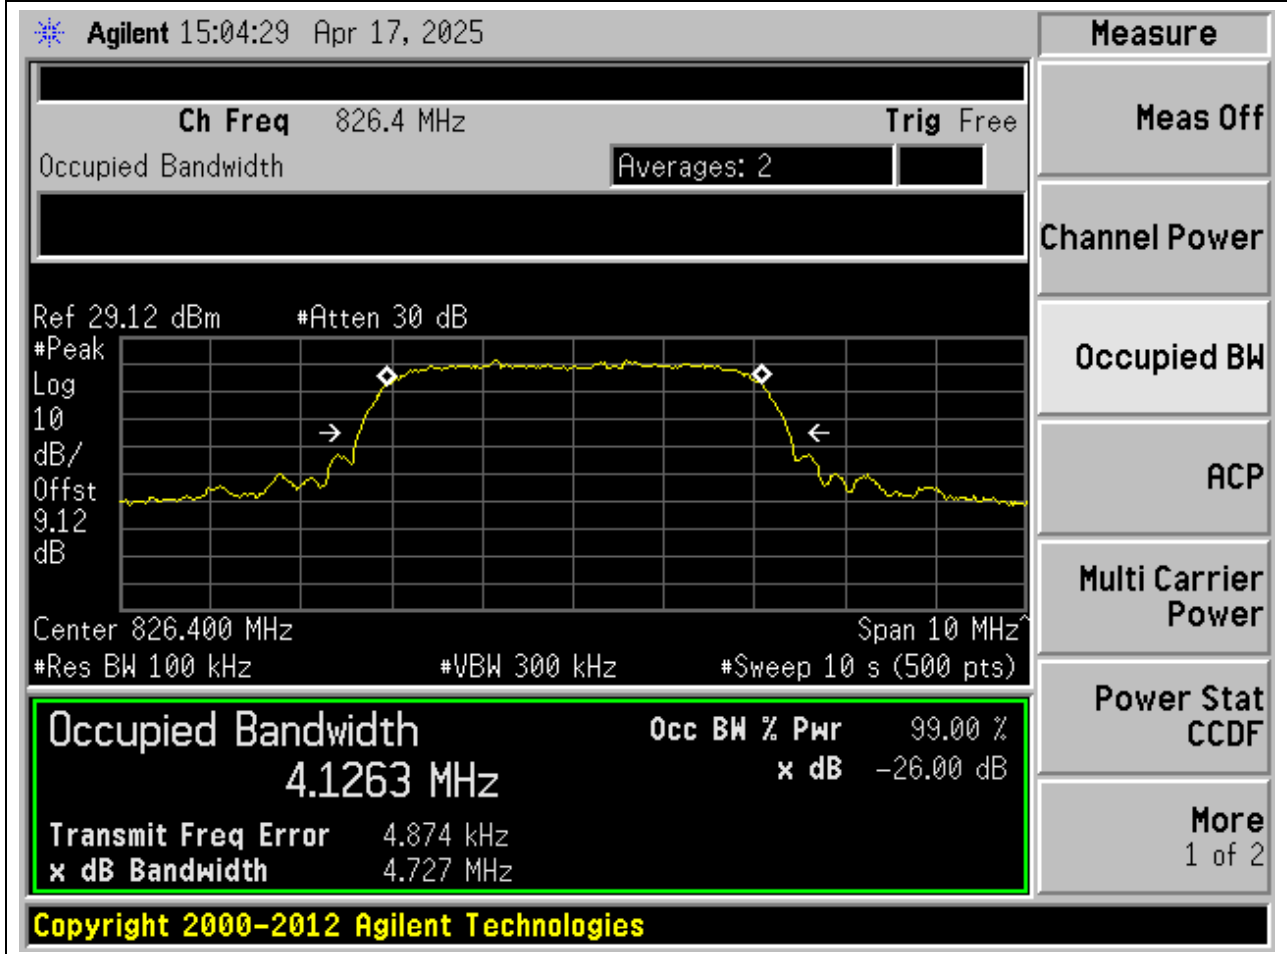 Agilent 15:04:29 Apr 17, 2025
Measure
Ch Freq 826.4 MHz Trig Free
Occupied Bandwidth Averages: 2
Meas Off
Channel Power
Occupied BW
ACP
Multi Carrier
Power
Power Stat
CCDF
More
1 of 2
Ref 29.12 dBm #Atten 30 dB
#Peak
Log
10
dB/
Offst
9.12
dB
Center 826.400 MHz Span 10 MHz^
#Res BW 100 kHz #VBW 300 kHz #Sweep 10 s (500 pts)
Occupied Bandwidth Occ BW % Pwr 99.00 %
4.1263 MHz x dB -26.00 dB
Transmit Freq Error 4.874 kHz
x dB Bandwidth 4.727 MHz
Copyright 2000-2012 Agilent Technologies